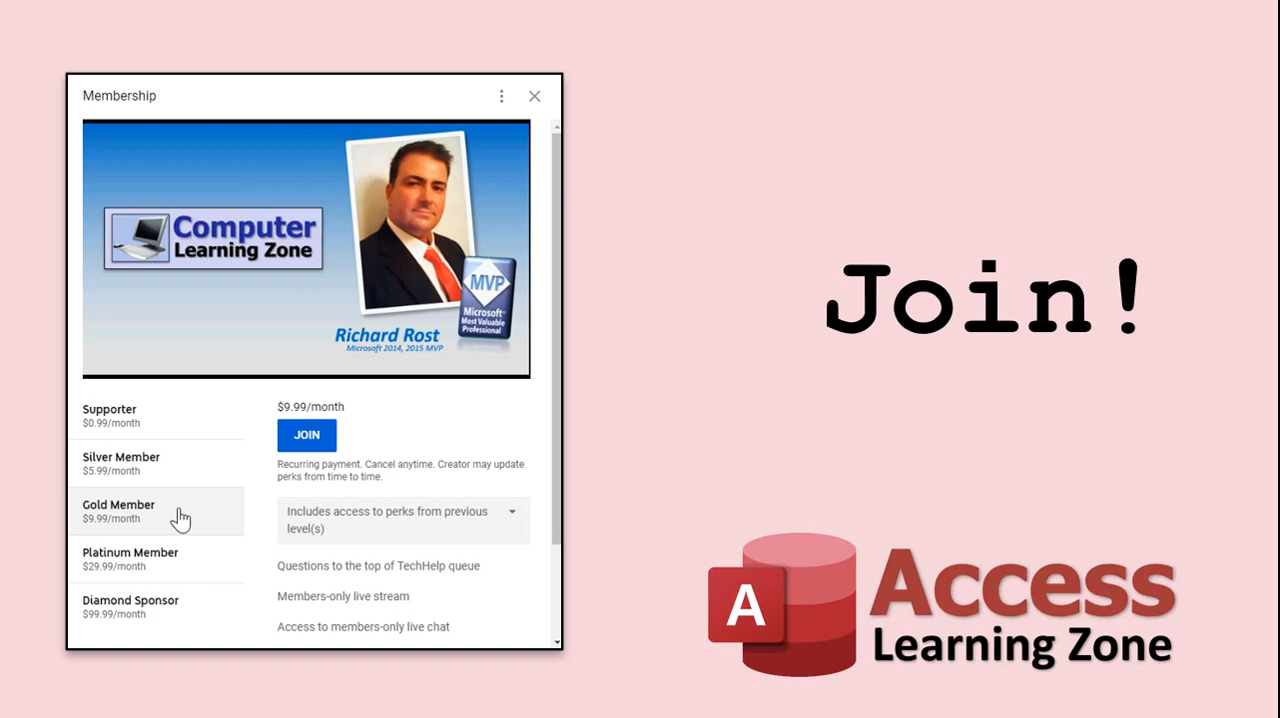 Membership
Computer
Learning Zone
MVP
Microsoft®
Most Valuable
Professional
Richard Rost
Microsoft 2014, 2015 MVP
Supporter
$0.99/month
Silver Member
$5.99/month
Gold Member
$9.99/month
Platinum Member
$29.99/month
Diamond Sponsor
$99.99/month
$9.99/month
JOIN
Recurring payment. Cancel anytime. Creator may update
perks from time to time.
Includes access to perks from previous
level(s)
Questions to the top of TechHelp queue
Members-only live stream
Access to members-only live chat
Join!
A
Access
Learning Zone